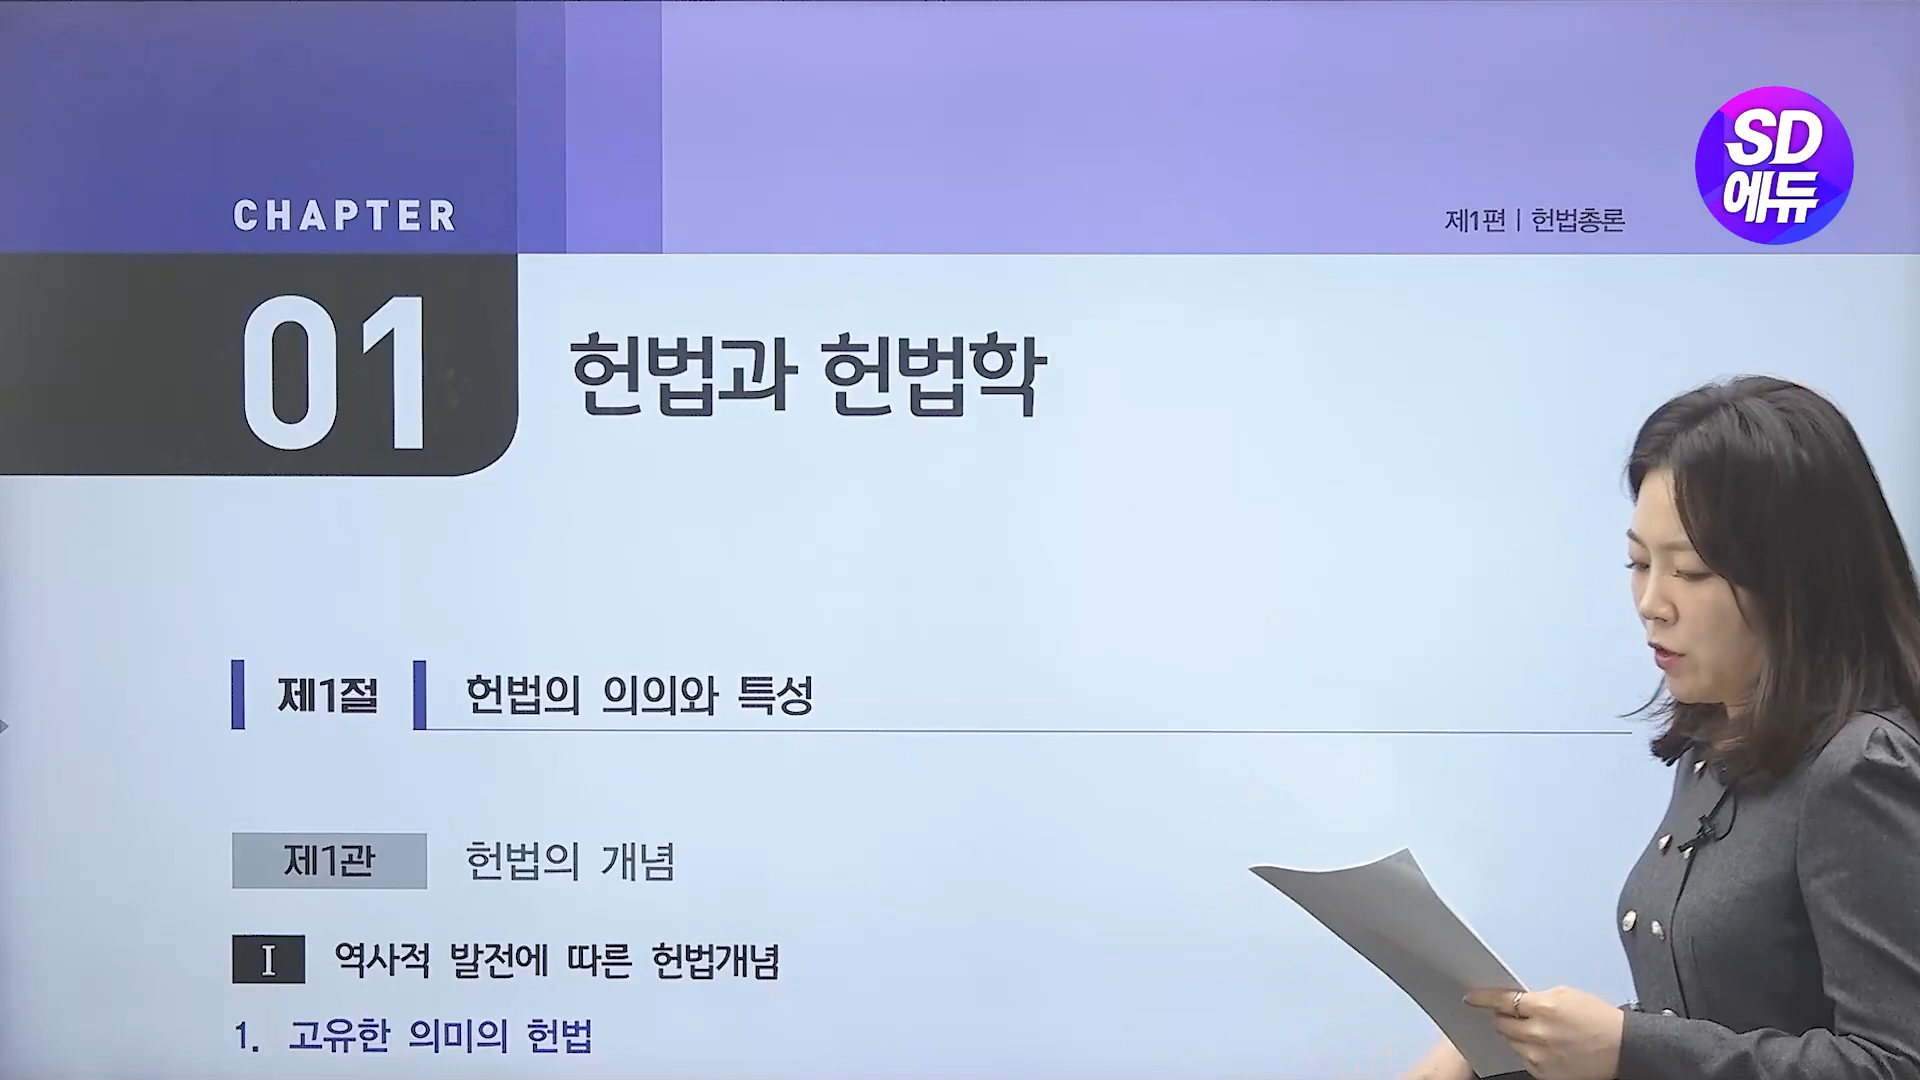 CHAPTER
제1편 | 헌법총론
SD
에듀
01
헌법과 헌법학
제1절 헌법의 의의와 특성
제1관 헌법의 개념
I 역사적 발전에 따른 헌법개념
1. 고유한 의미의 헌법